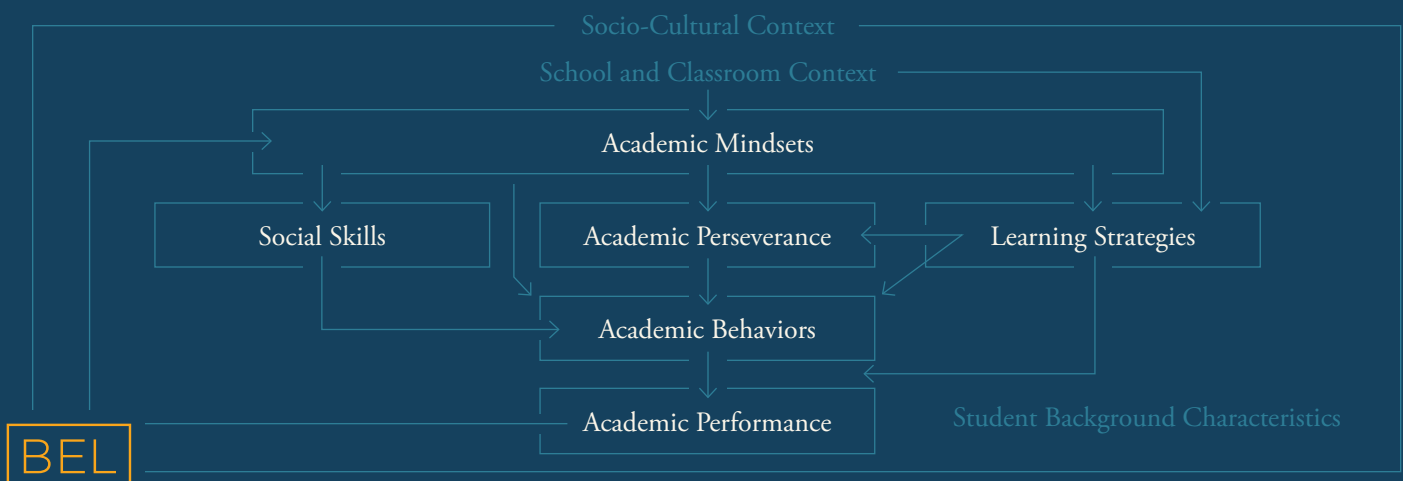 Socio-Cultural Context
School and Classroom Context
Academic Mindsets
Social Skills
Academic Perseverance
Learning Strategies
Academic Behaviors
Academic Performance
Student Background Characteristics
BEL